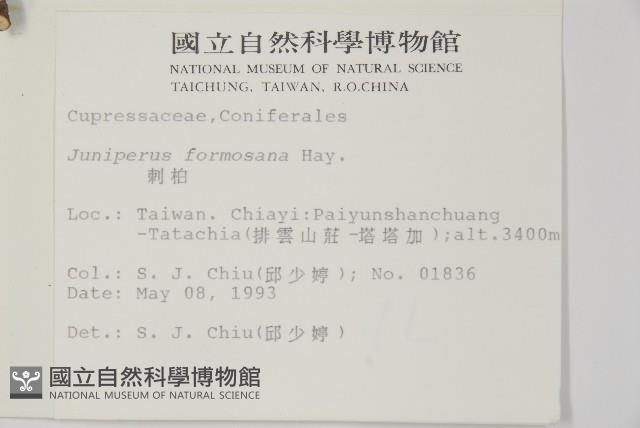 國立自然科學博物館
NATIONAL MUSEUM OF NATURAL SCIENCE
TAICHUNG, TAIWAN, R.O.CHINA
Cupressaceae,Coniferales
Juniperus formosana Hay.
刺柏
Loc.: Taiwan. Chiayi:Paiyunshanchuang
-Tatachia(排雲山莊-塔塔加);alt.3400m
Col.: S. J. Chiu(邱少婷); No. 01836
Date: May 08, 1993
Det.: S. J. Chiu(邱少婷)
國立自然科學博物館
NATIONAL MUSEUM OF NATURAL SCIENCE